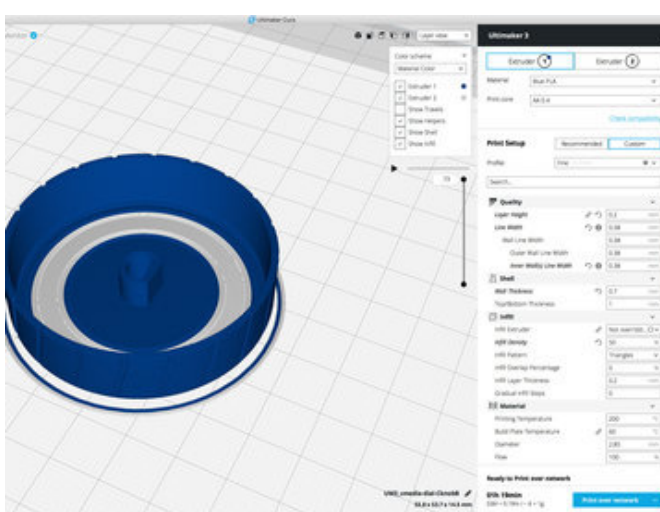 Ultimaker Cura
Layer view
Ultimaker 3
Color scheme
Material Color
Extruder 1
Extruder 2
Show Travels
Show Helpers
Show Shell
Show Infill
Extruder 1
Extruder 2
Material
Blue PLA
Print core
AA 0.4
Check compatibility
Print Setup
Recommended
Custom
Profile
Fine
Search...
Quality
Layer Height
0.2
Line Width
0.38
Wall Line Width
0.38
Outer Wall Line Width
0.38
Inner Wall(s) Line Width
0.38
Shell
Wall Thickness
0.7
Top/Bottom Thickness
1
Infill
Infill Extruder
Infill Density
50
%
Infill Pattern
Triangles
Infill Overlap Percentage
0
Infill Layer Thickness
0.2
Gradual Infill Steps
0
Material
Printing Temperature
200
Build Plate Temperature
60
Diameter
2.85
Flow
100
Ready to Print over network
01h 18min
Print over network